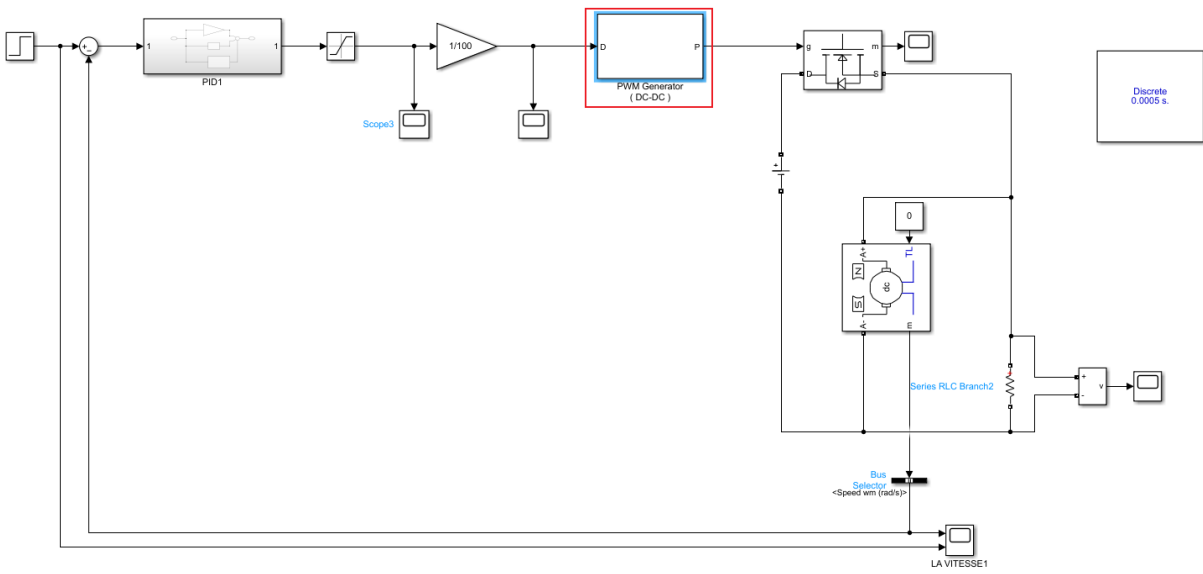 1
1
PID1
1/100
D
P
PWM Generator
( DC-DC )
g
m
D
S
Discrete
0.0005 s.
Scope3
+
0
A+
TL
N
dc
S
A-
m
Series RLC Branch2
+
-
v
Bus
Selector
<Speed wm (rad/s)>
LA VITESSE1